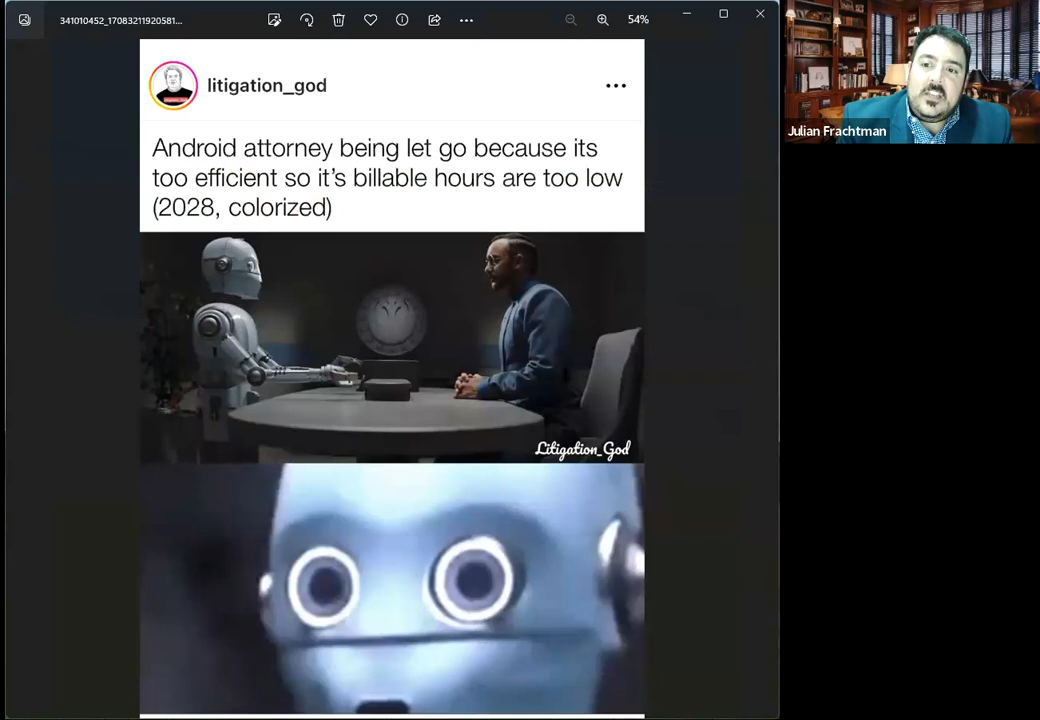 341010452_17083211920581...
54%
litigation_god
Android attorney being let go because its
too efficient so it's billable hours are too low
(2028, colorized)
Julian Frachtman
Litigation_God